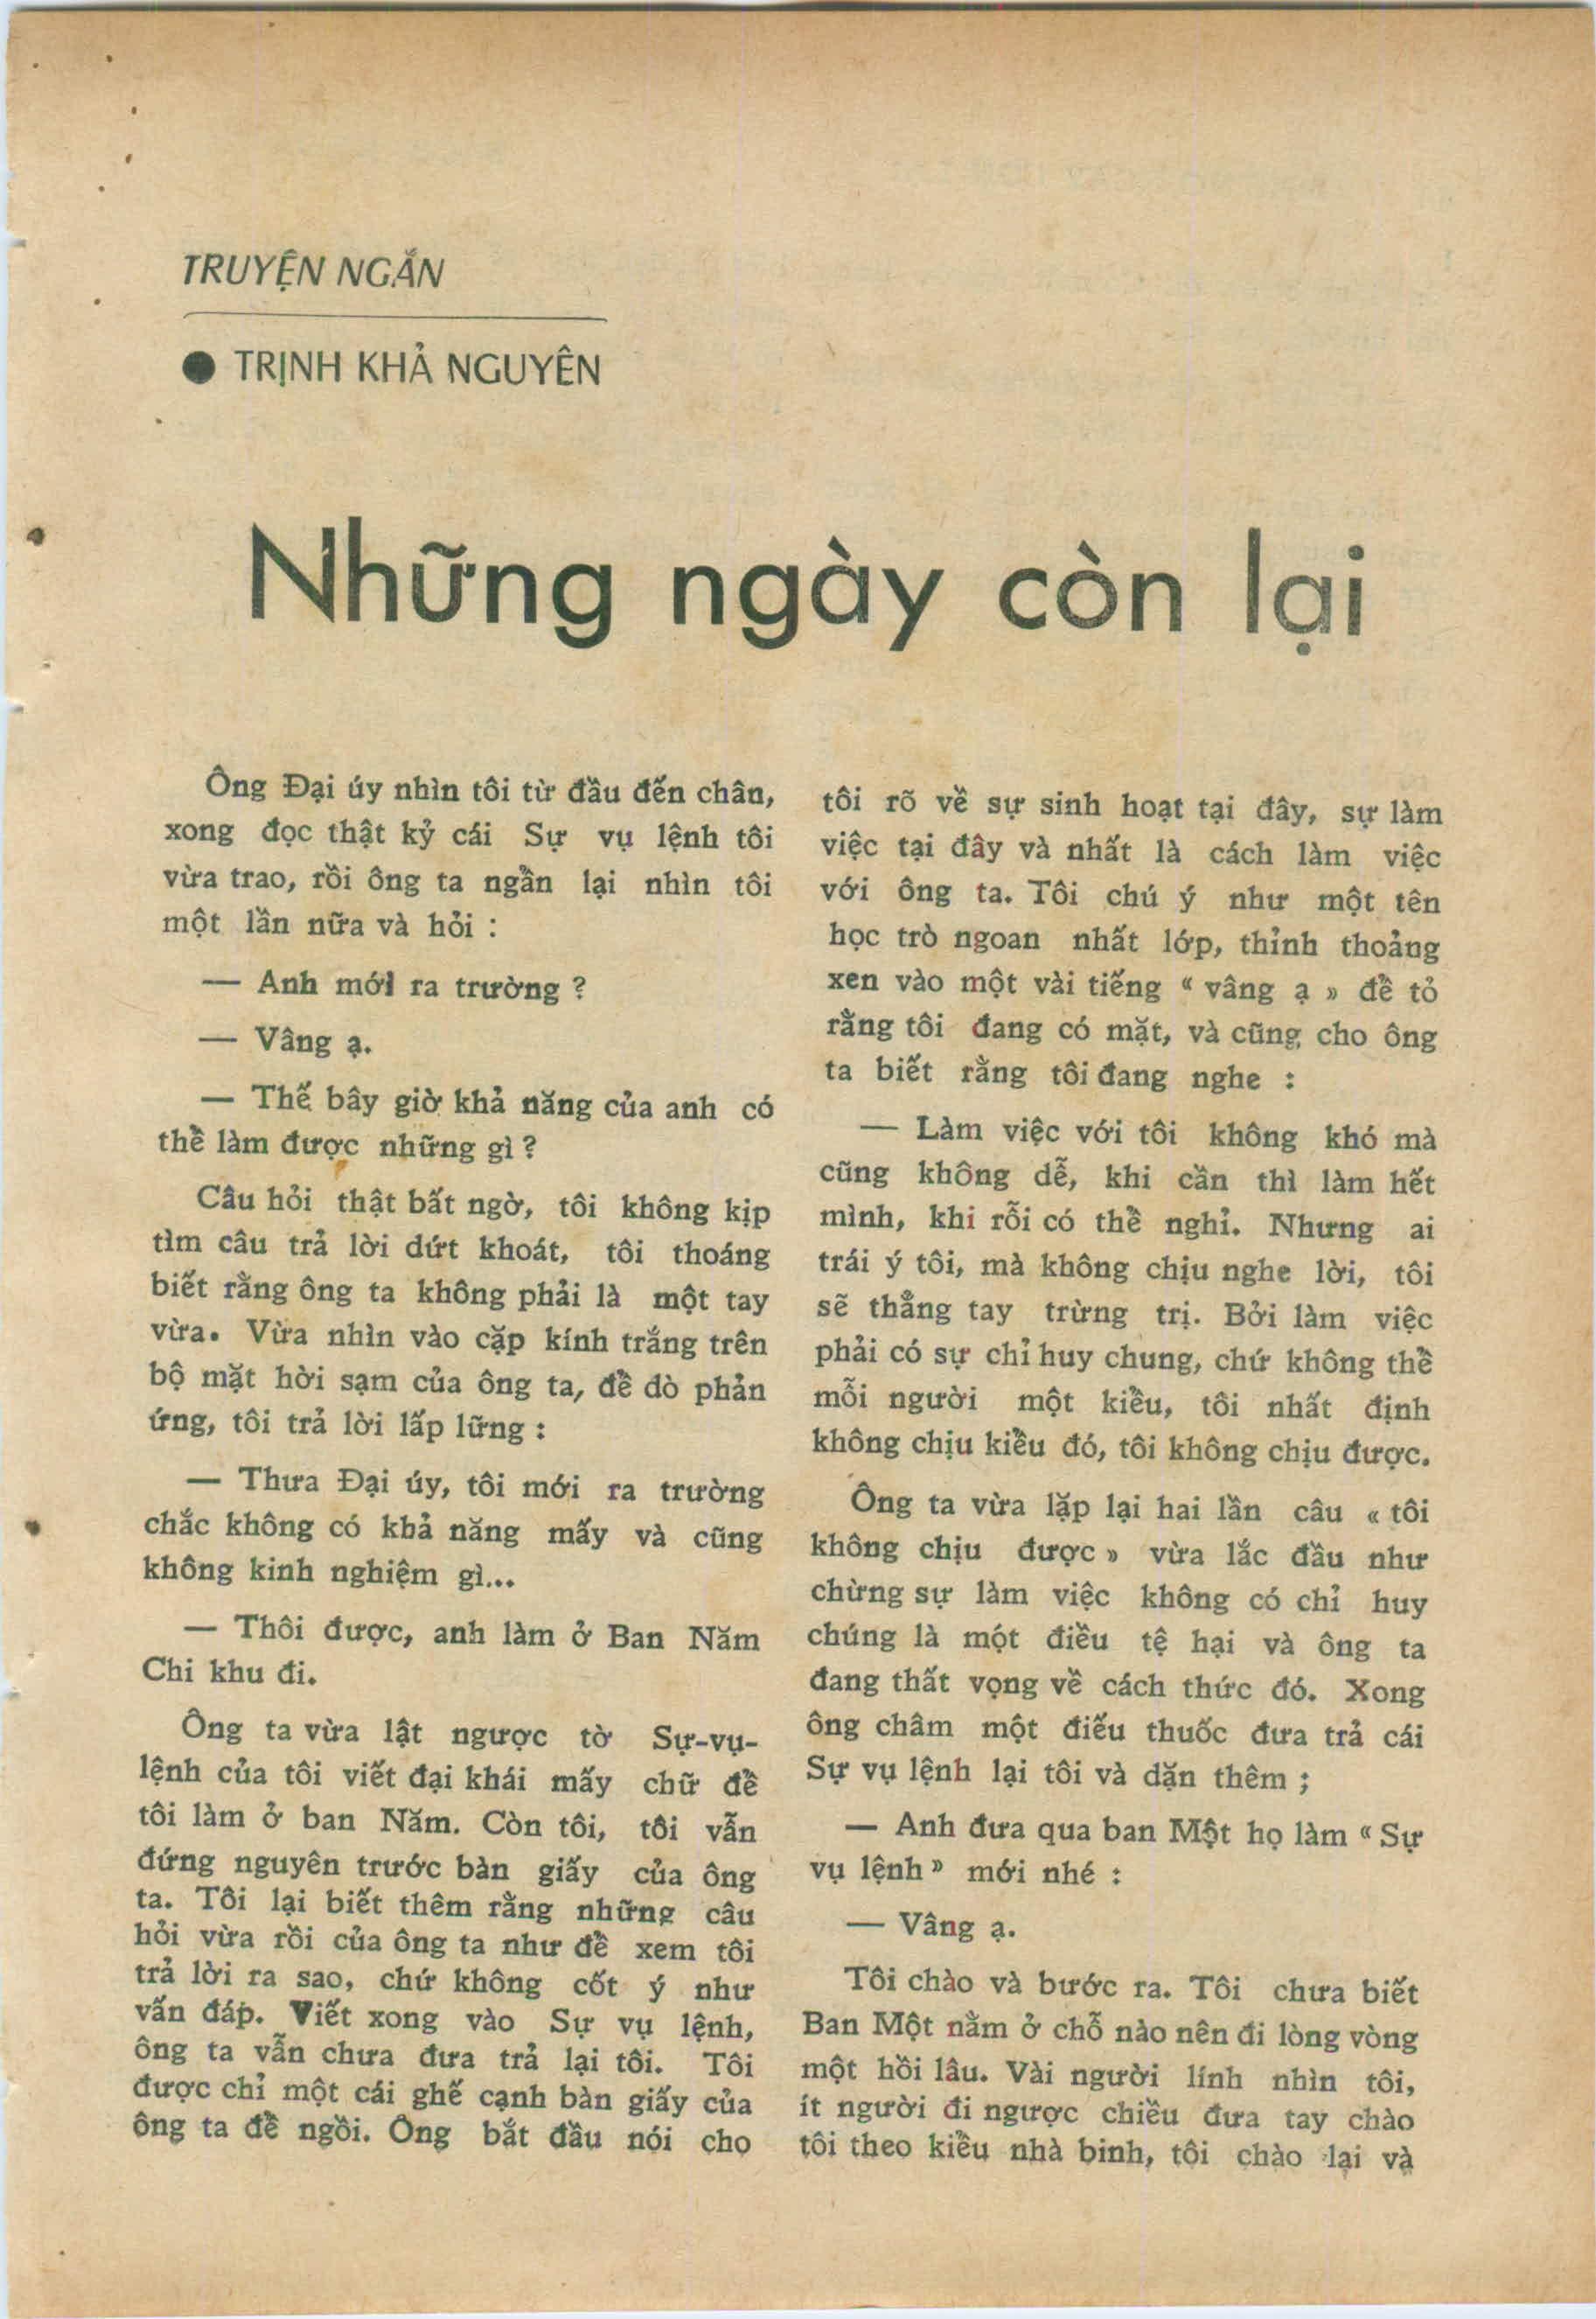 TRUYỆN NGẮN
● TRỊNH KHẢ NGUYÊN
Những ngày còn lại
Ông Đại úy nhìn tôi từ đầu đến chân,
xong đọc thật kỷ cái Sự vụ lệnh tôi
vừa trao, rồi ông ta ngẩn lại nhìn tôi
một lần nữa và hỏi :
— Anh mới ra trường ?
— Vâng ạ.
— Thế bây giờ khả năng của anh có
thể làm được những gì ?
Câu hỏi thật bất ngờ, tôi không kịp
tìm câu trả lời dứt khoát, tôi thoáng
biết rằng ông ta không phải là một tay
vừa. Vừa nhìn vào cặp kính trắng trên
bộ mặt hời sạm của ông ta, để dò phản
ứng, tôi trả lời lấp lững :
— Thưa Đại úy, tôi mới ra trường
chắc không có khả năng mấy và cũng
không kinh nghiệm gì...
— Thôi được, anh làm ở Ban Năm
Chi khu đi.
Ông ta vừa lật ngược tờ Sự-vụ-
lệnh của tôi viết đại khái mấy chữ để
tôi làm ở ban Năm. Còn tôi, tôi vẫn
đứng nguyên trước bàn giấy của ông
ta. Tôi lại biết thêm rằng những câu
hỏi vừa rồi của ông ta như để xem tôi
trả lời ra sao, chứ không cốt ý như
vấn đáp. Viết xong vào Sự vụ lệnh,
ông ta vẫn chưa đưa trả lại tôi. Tôi
được chỉ một cái ghế cạnh bàn giấy của
ông ta để ngồi. Ông bắt đầu nói cho
tôi rõ về sự sinh hoạt tại đây, sự làm
việc tại đây và nhất là cách làm việc
với ông ta. Tôi chú ý như một tên
học trò ngoan nhất lớp, thỉnh thoảng
xen vào một vài tiếng « vâng ạ » để tỏ
rằng tôi đang có mặt, và cũng cho ông
ta biết rằng tôi đang nghe :
— Làm việc với tôi không khó mà
cũng không dễ, khi cần thì làm hết
mình, khi rỗi có thể nghỉ. Nhưng ai
trái ý tôi, mà không chịu nghe lời, tôi
sẽ thẳng tay trừng trị. Bởi làm việc
phải có sự chỉ huy chung, chứ không thể
mỗi người một kiểu, tôi nhất định
không chịu kiểu đó, tôi không chịu được.
Ông ta vừa lặp lại hai lần câu « tôi
không chịu được » vừa lắc đầu như
chừng sự làm việc không có chỉ huy
chúng là một điều tệ hại và ông ta
đang thất vọng về cách thức đó. Xong
ông châm một điếu thuốc đưa trả cái
Sự vụ lệnh lại tôi và dặn thêm ;
— Anh đưa qua ban Một họ làm « Sự
vụ lệnh » mới nhé :
— Vâng ạ.
Tôi chào và bước ra. Tôi chưa biết
Ban Một nằm ở chỗ nào nên đi lòng vòng
một hồi lâu. Vài người lính nhìn tôi,
ít người đi ngược chiều đưa tay chào
tôi theo kiểu nhà binh, tôi chào lại và